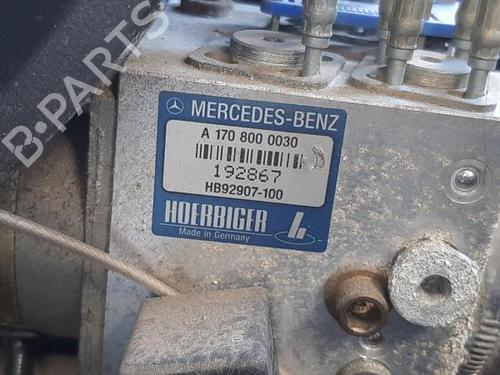 B-PARTS
MERCEDES-BENZ
A 170 800 0030
192867
HB92907-100
HOERBIGER
Made in Germany